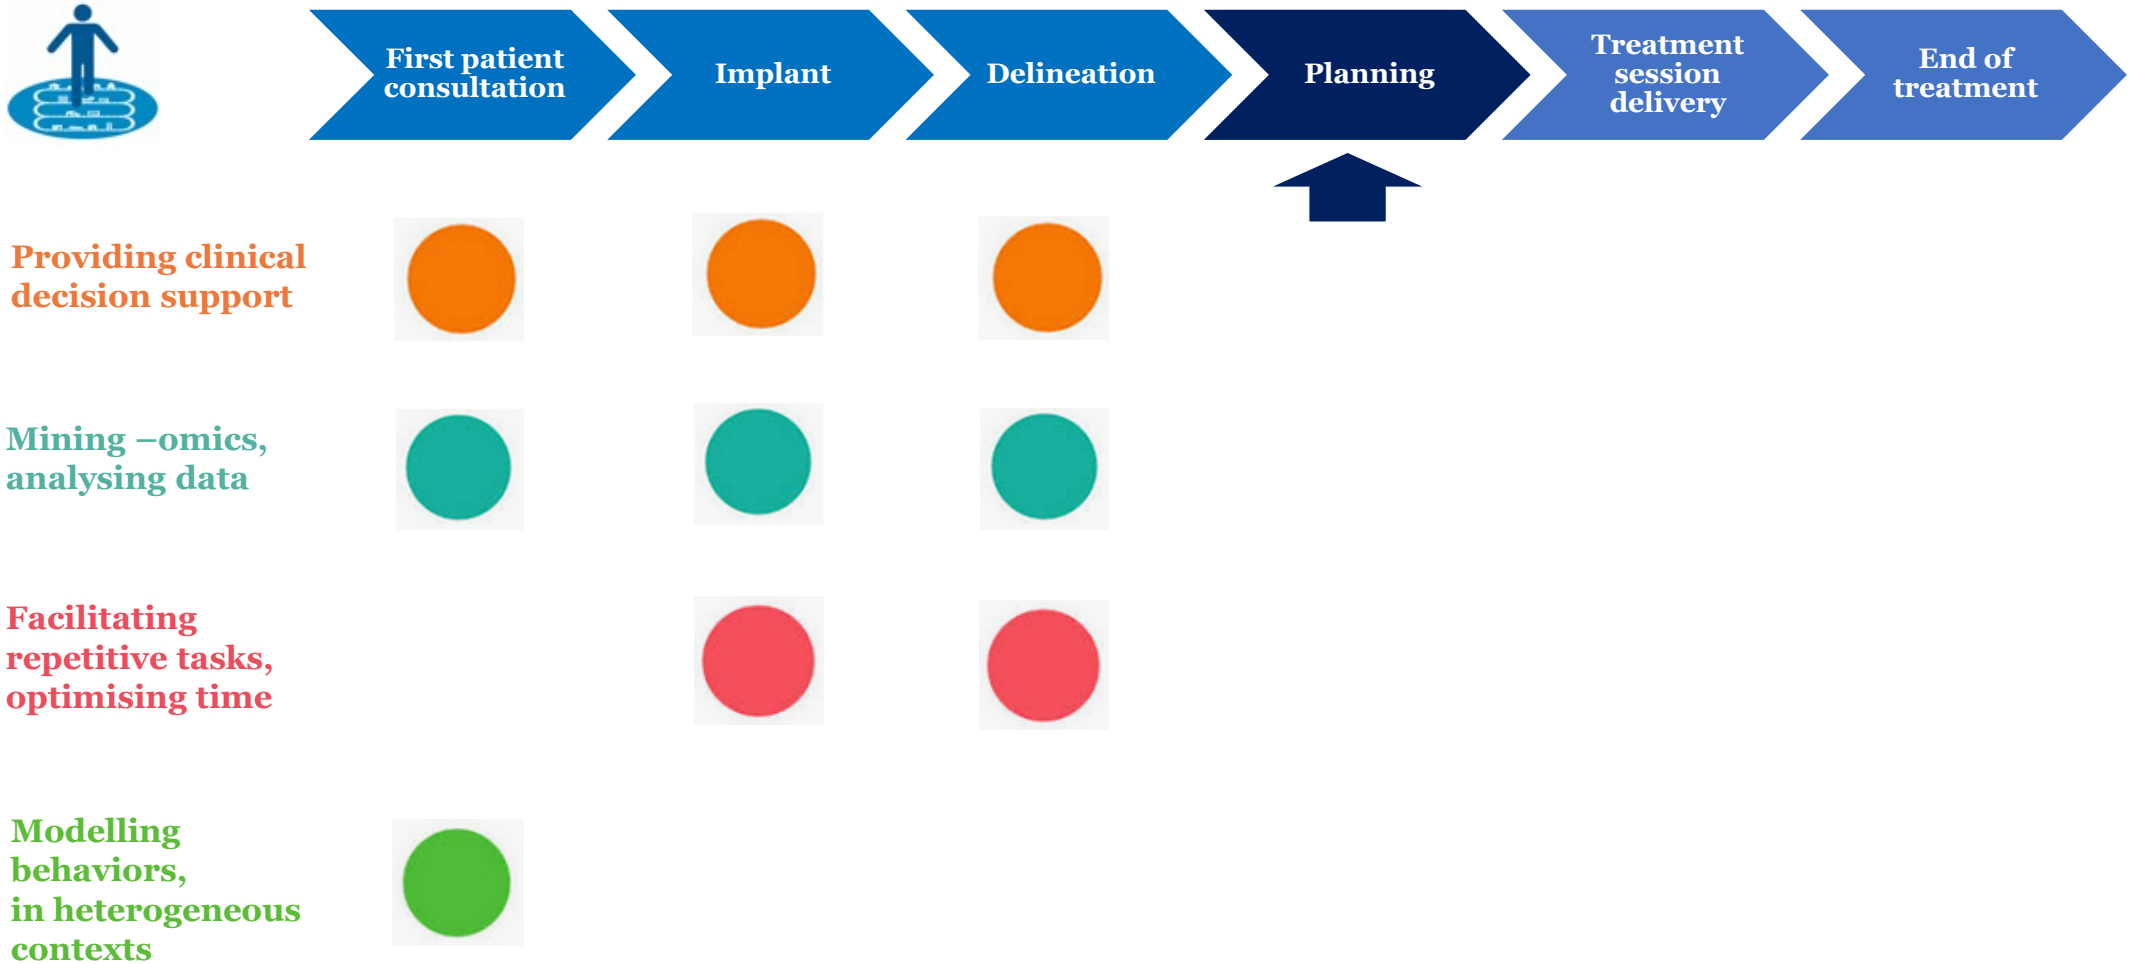 First patient
consultation
Implant
Delineation
Planning
Treatment
session
delivery
End of
treatment
Providing clinical
decision support
Mining –omics,
analysing data
Facilitating
repetitive tasks,
optimising time
Modelling
behaviors,
in heterogeneous
contexts